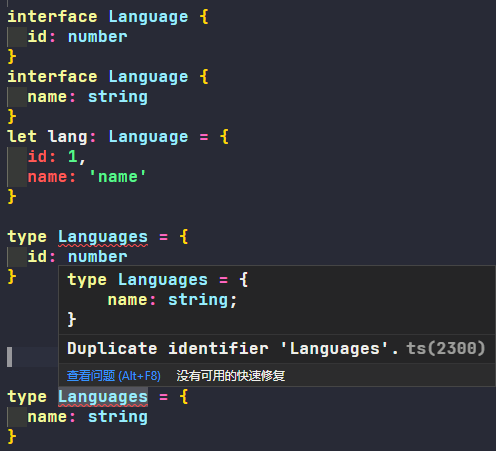 interface Language {
id: number
}
interface Language {
name: string
}
let lang: Language = {
id: 1,
name: 'name'
}
type Languages = {
id: number
}
type Languages = {
name: string;
}
Duplicate identifier 'Languages'. ts(2300)
查看问题 (Alt+F8) 没有可用的快速修复
type Languages = {
name: string
}